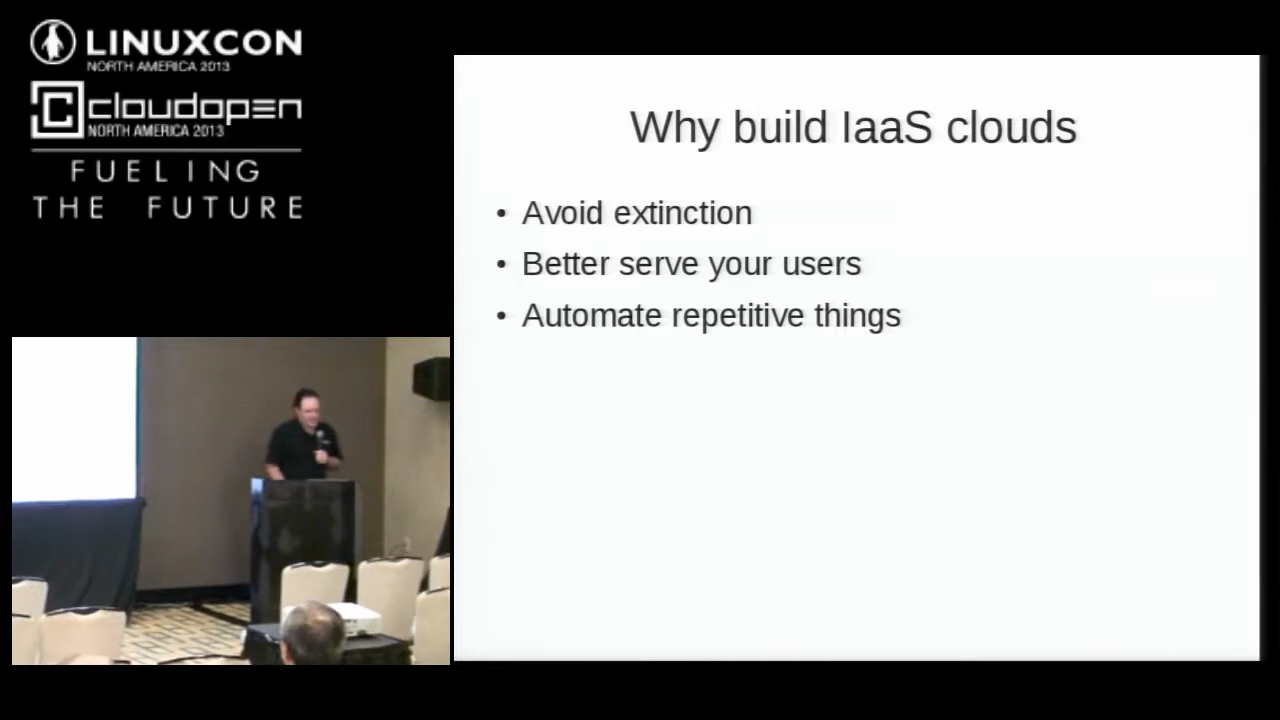 LINUXCON
NORTH AMERICA 2013
cloudopen
NORTH AMERICA 2013
FUELING
THE FUTURE
Why build IaaS clouds
• Avoid extinction
• Better serve your users
• Automate repetitive things